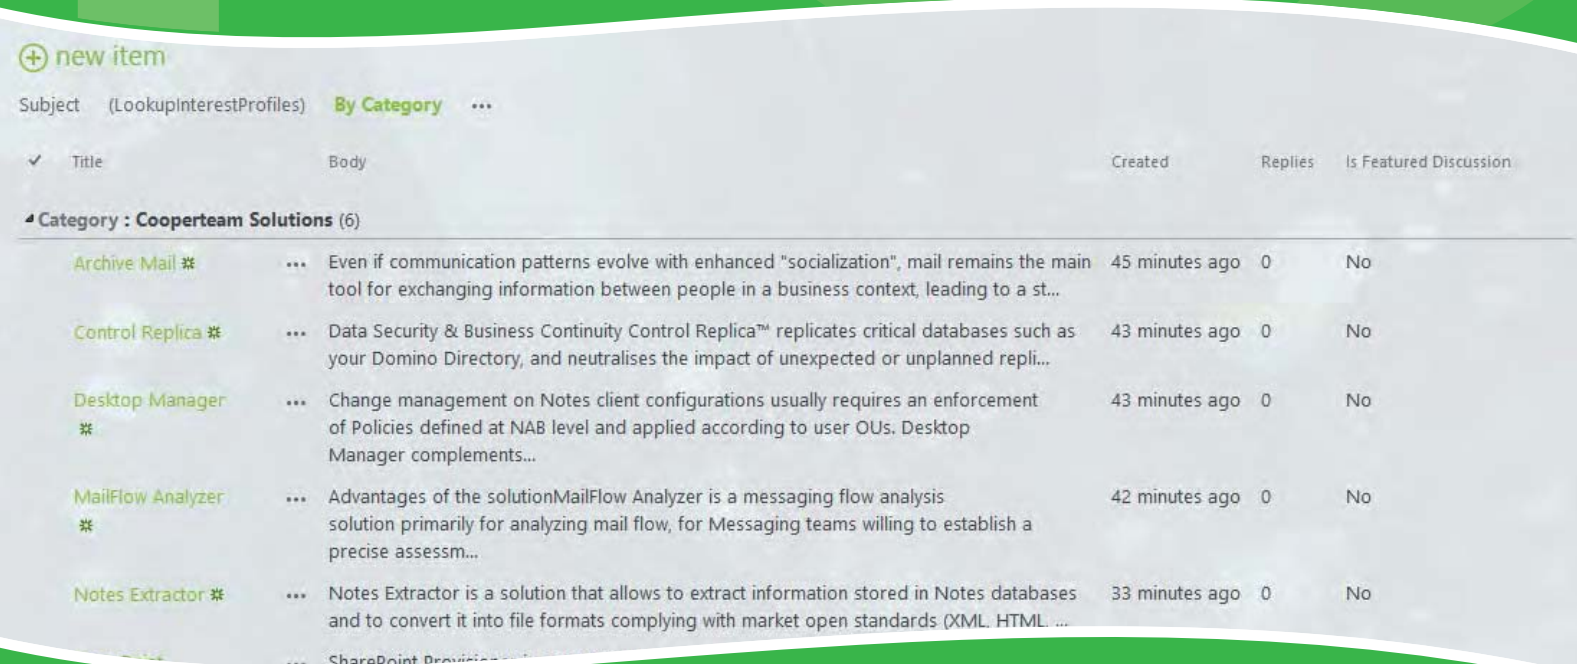 new item
Subject (LookupInterestProfiles) By Category ...
Title Body Created Replies Is Featured Discussion
Category : Cooperteam Solutions (6)
Archive Mail ... Even if communication patterns evolve with enhanced "socialization", mail remains the main 45 minutes ago 0 No
tool for exchanging information between people in a business context, leading to a st...
Control Replica ... Data Security & Business Continuity Control Replica™ replicates critical databases such as 43 minutes ago 0 No
your Domino Directory, and neutralises the impact of unexpected or unplanned repli...
Desktop Manager ... Change management on Notes client configurations usually requires an enforcement 43 minutes ago 0 No
of Policies defined at NAB level and applied according to user OUs. Desktop
Manager complements...
MailFlow Analyzer ... Advantages of the solutionMailFlow Analyzer is a messaging flow analysis 42 minutes ago 0 No
solution primarily for analyzing mail flow, for Messaging teams willing to establish a
precise assessm...
Notes Extractor ... Notes Extractor is a solution that allows to extract information stored in Notes databases 33 minutes ago 0 No
and to convert it into file formats complying with market open standards (XML, HTML, ...
... SharePoint